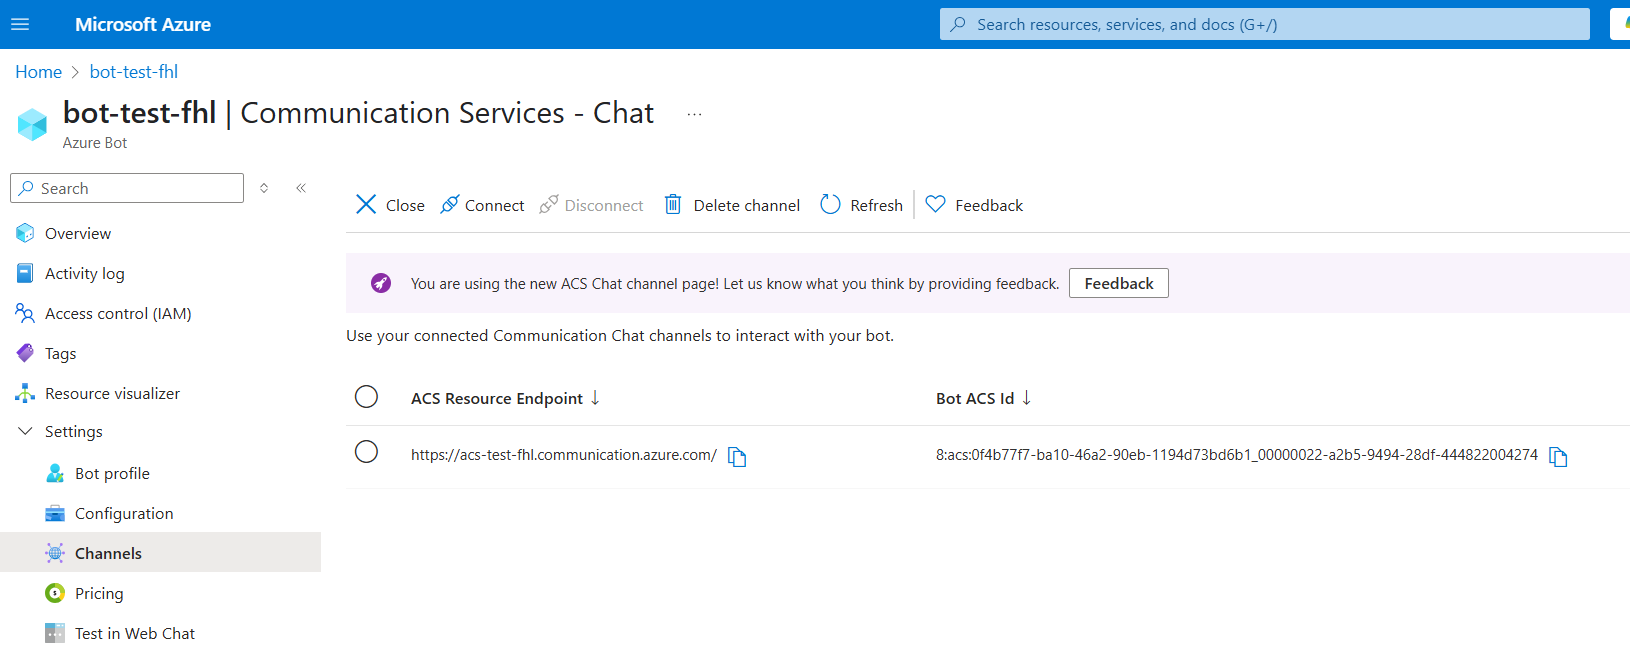 Microsoft Azure
Search resources, services, and docs (G+/)
Home > bot-test-fhl
bot-test-fhl | Communication Services - Chat ...
Azure Bot
Search
Close
Connect
Disconnect
Delete channel
Refresh
Feedback
Overview
Activity log
Access control (IAM)
Tags
Resource visualizer
Settings
Bot profile
Configuration
Channels
Pricing
Test in Web Chat
You are using the new ACS Chat channel page! Let us know what you think by providing feedback. Feedback
Use your connected Communication Chat channels to interact with your bot.
ACS Resource Endpoint ↓ Bot ACS Id ↓
https://acs-test-fhl.communication.azure.com/ 8:acs:0f4b77f7-ba10-46a2-90eb-1194d73bd6b1_00000022-a2b5-9494-28df-444822004274